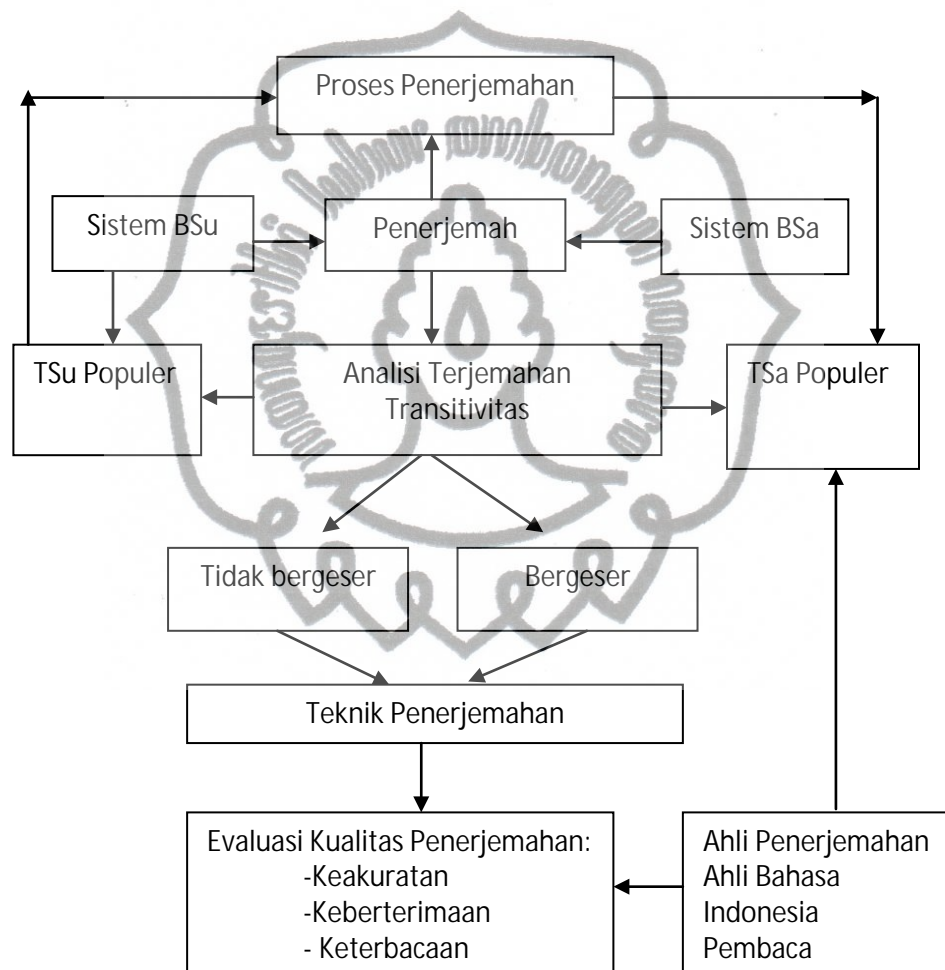 Proses Penerjemahan
Sistem BSu
Penerjemah
Sistem BSa
TSu Populer
Analisi Terjemahan
Transitivitas
TSa Populer
Tidak bergeser
Bergeser
Teknik Penerjemahan
Evaluasi Kualitas Penerjemahan:
-Keakuratan
-Keberterimaan
- Keterbacaan
Ahli Penerjemahan
Ahli Bahasa
Indonesia
Pembaca